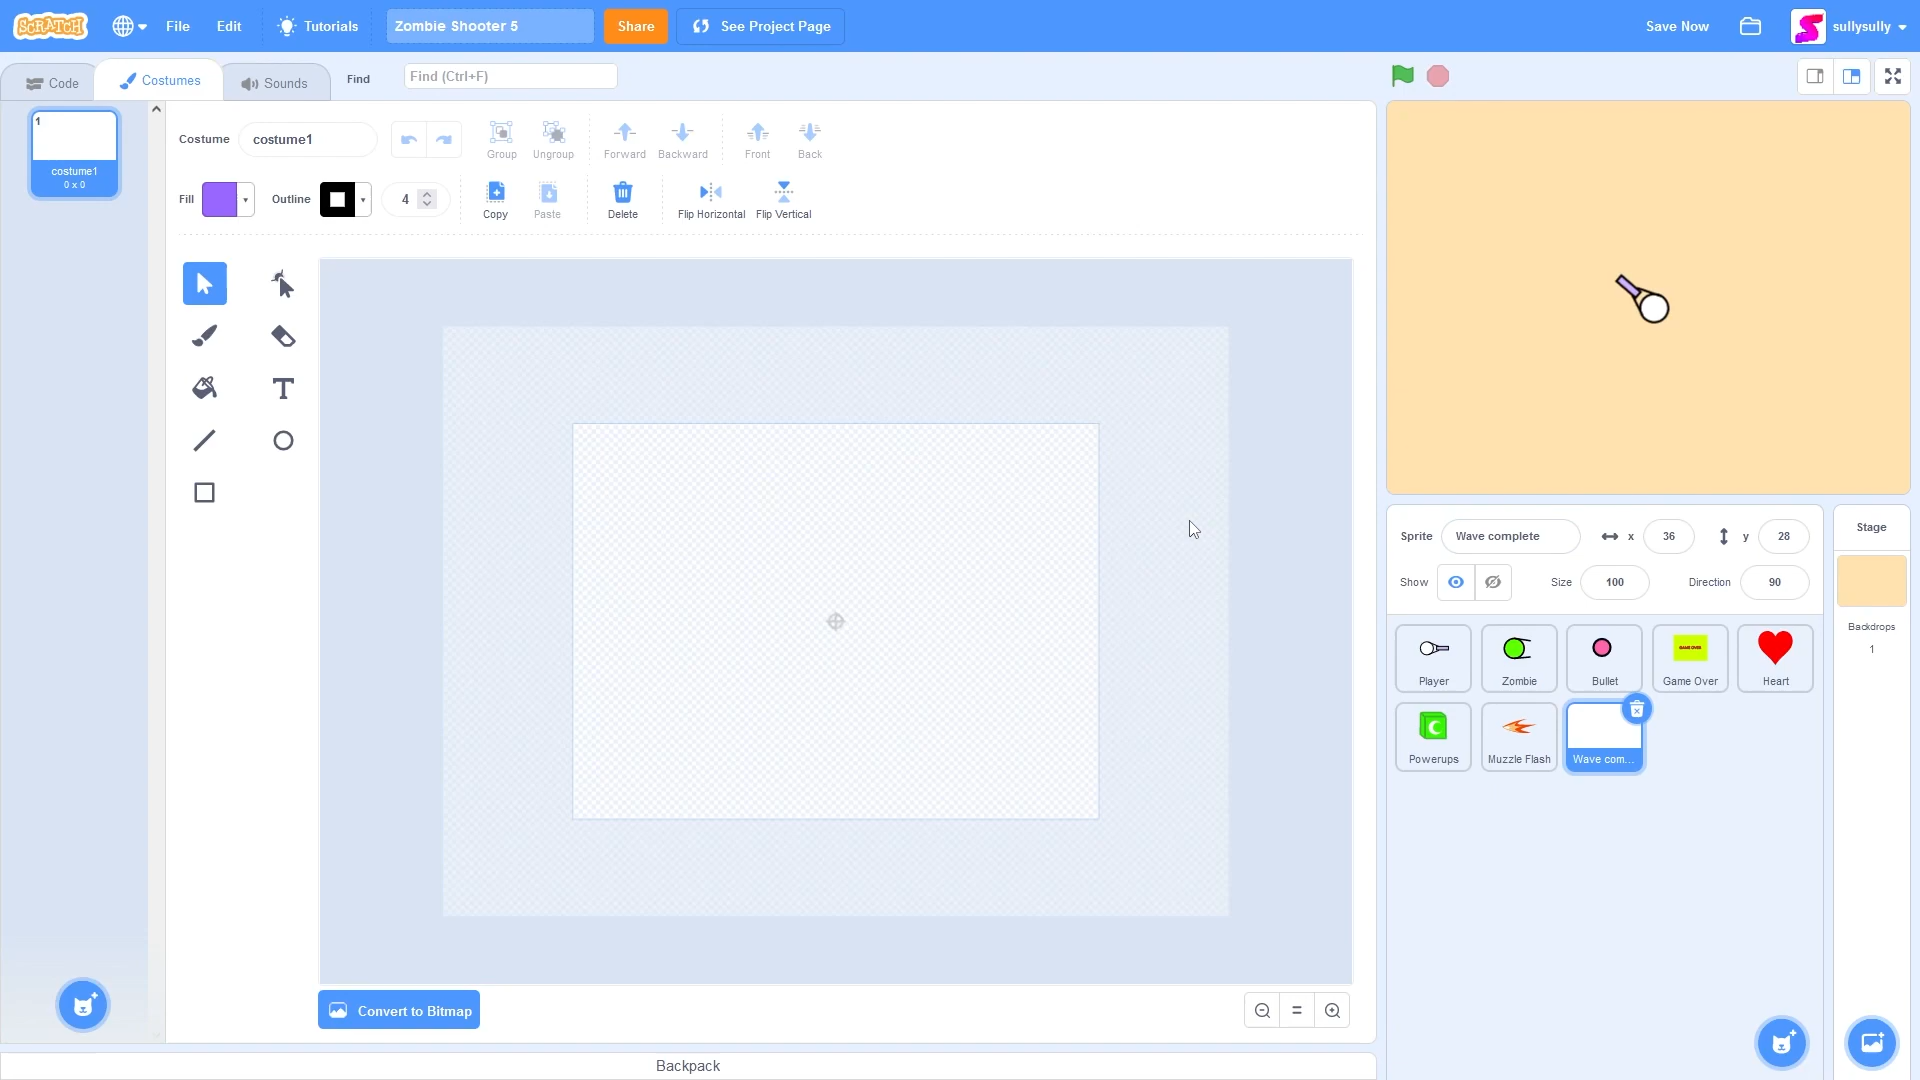 SCRATCH
File
Edit
Tutorials
Zombie Shooter 5
Share
See Project Page
Save Now
sullysully
Code
Costumes
Sounds
Find
Find (Ctrl+F)
1
costume1
0 x 0
Costume
costume1
Group
Ungroup
Forward
Backward
Front
Back
Fill
Outline
4
Copy
Paste
Delete
Flip Horizontal
Flip Vertical
T
Convert to Bitmap
Backpack
Sprite
Wave complete
x
36
y
28
Show
Size
100
Direction
90
Player
Zombie
Bullet
GAME OVER
Game Over
Heart
Powerups
Muzzle Flash
Wave com...
Stage
Backdrops
1